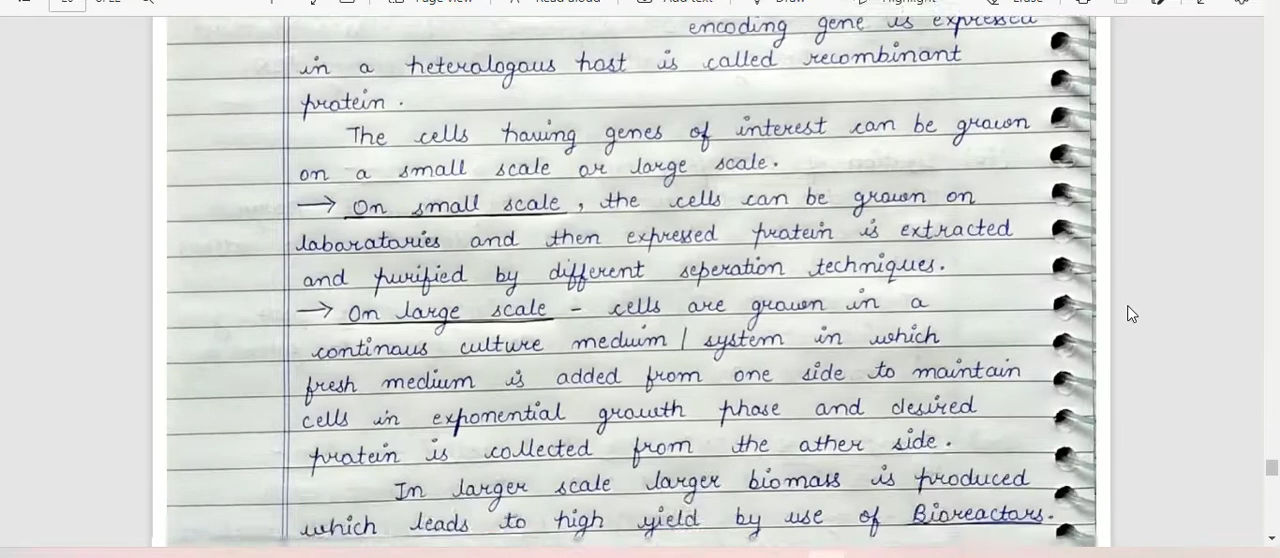 encoding gene is expressed
in a heterologous host is called recombinant
protein.
The cells having genes of interest can be grown
on a small scale or large scale.
→ On small scale, the cells can be grown on
laboratories and then expressed protein is extracted
and purified by different seperation techniques.
→ On large scale - cells are grown in a
continous culture meduim / system in which
fresh medium is added from one side to maintain
cells in exponential growth phase and desired
protein is collected from the other side.
In larger scale larger biomass is produced
which leads to high yield by use of Bioreactors.